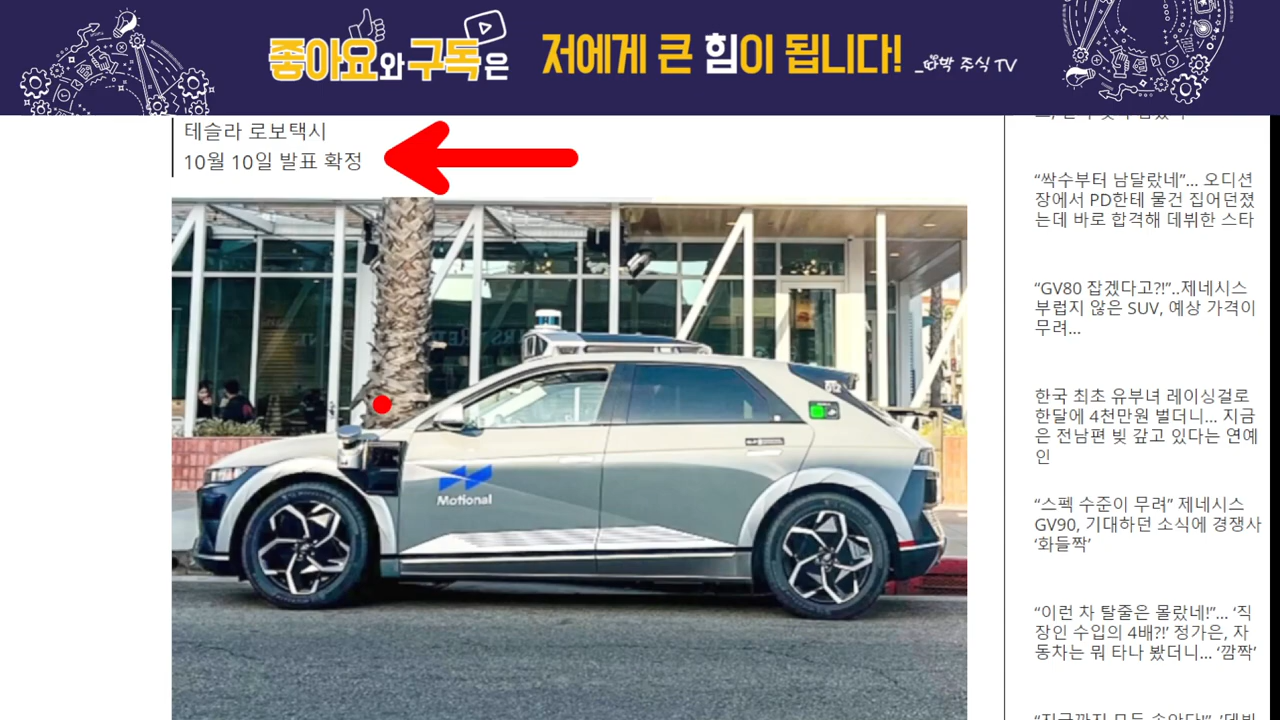 좋아요와 구독은 저에게 큰 힘이 됩니다!
박 주식 TV
테슬라 로보택시
10월 10일 발표 확정
Motional
“싹수부터 남달랐네”... 오디션
장에서 PD한테 물건 집어던졌
는데 바로 합격해 데뷔한 스타
“GV80 잡겠다고?!”..제네시스
부럽지 않은 SUV, 예상 가격이
무려...
한국 최초 유부녀 레이싱걸로
한달에 4천만원 벌더니... 지금
은 전남편 빚 갚고 있다는 연예
인
“스펙 수준이 무려” 제네시스
GV90, 기대하던 소식에 경쟁사
‘화들짝’
“이런 차 탈줄은 몰랐네!”... ‘직
장인 수입의 4배?!’ 정가은, 자
동차는 뭐 타나 봤더니... ‘깜짝’